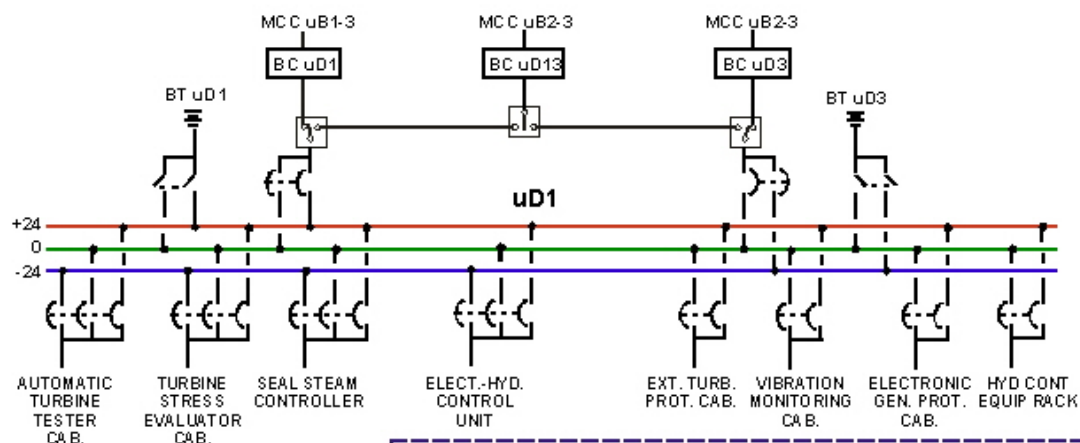 MCC uB1-3
MCC uB2-3
MCC uB2-3
BC uD1
BC uD13
BC uD3
BT uD1
BT uD3
uD1
+24
0
-24
AUTOMATIC
TURBINE
TESTER
CAB.
TURBINE
STRESS
EVALUATOR
CAB.
SEAL STEAM
CONTROLLER
ELECT.-HYD.
CONTROL
UNIT
EXT. TURB.
PROT. CAB.
VIBRATION
MONITORING
CAB.
ELECTRONIC
GEN. PROT.
CAB.
HYD CONT
EQUIP RACK